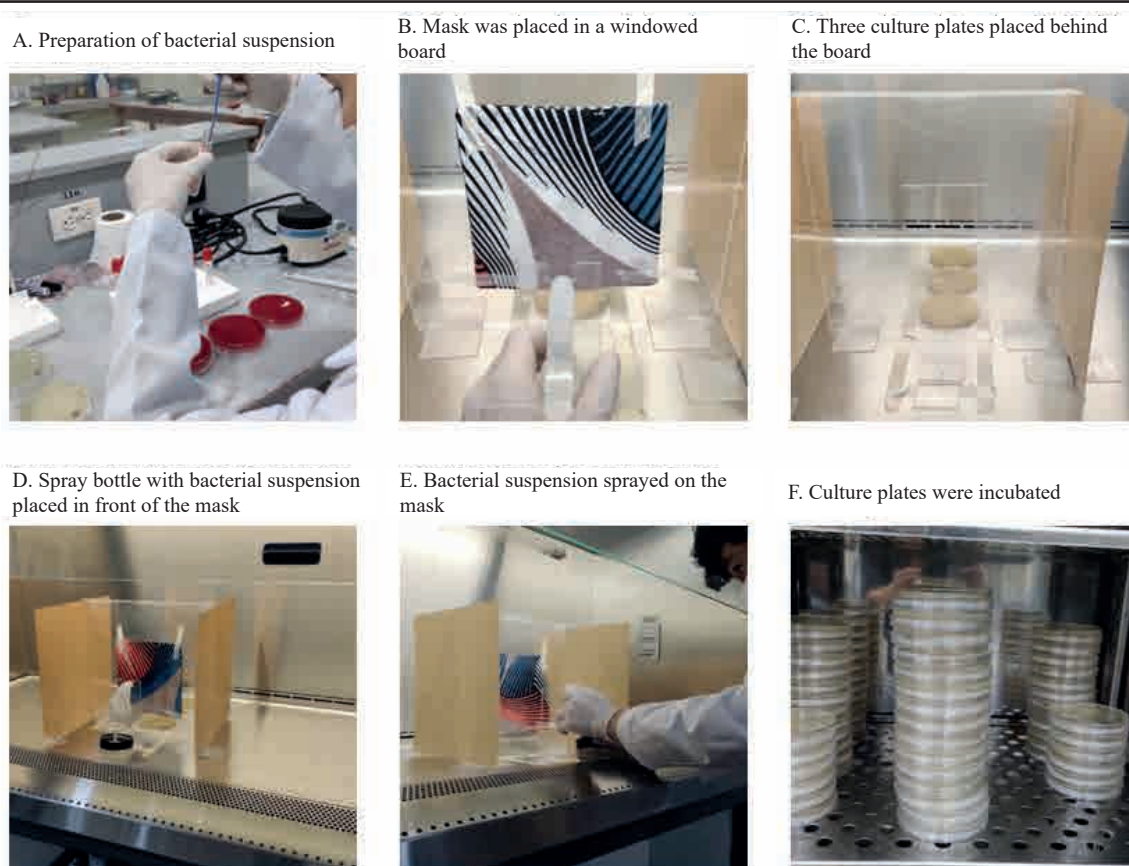 A. Preparation of bacterial suspension
B. Mask was placed in a windowed
board
C. Three culture plates placed behind
the board
D. Spray bottle with bacterial suspension
placed in front of the mask
E. Bacterial suspension sprayed on the
mask
F. Culture plates were incubated